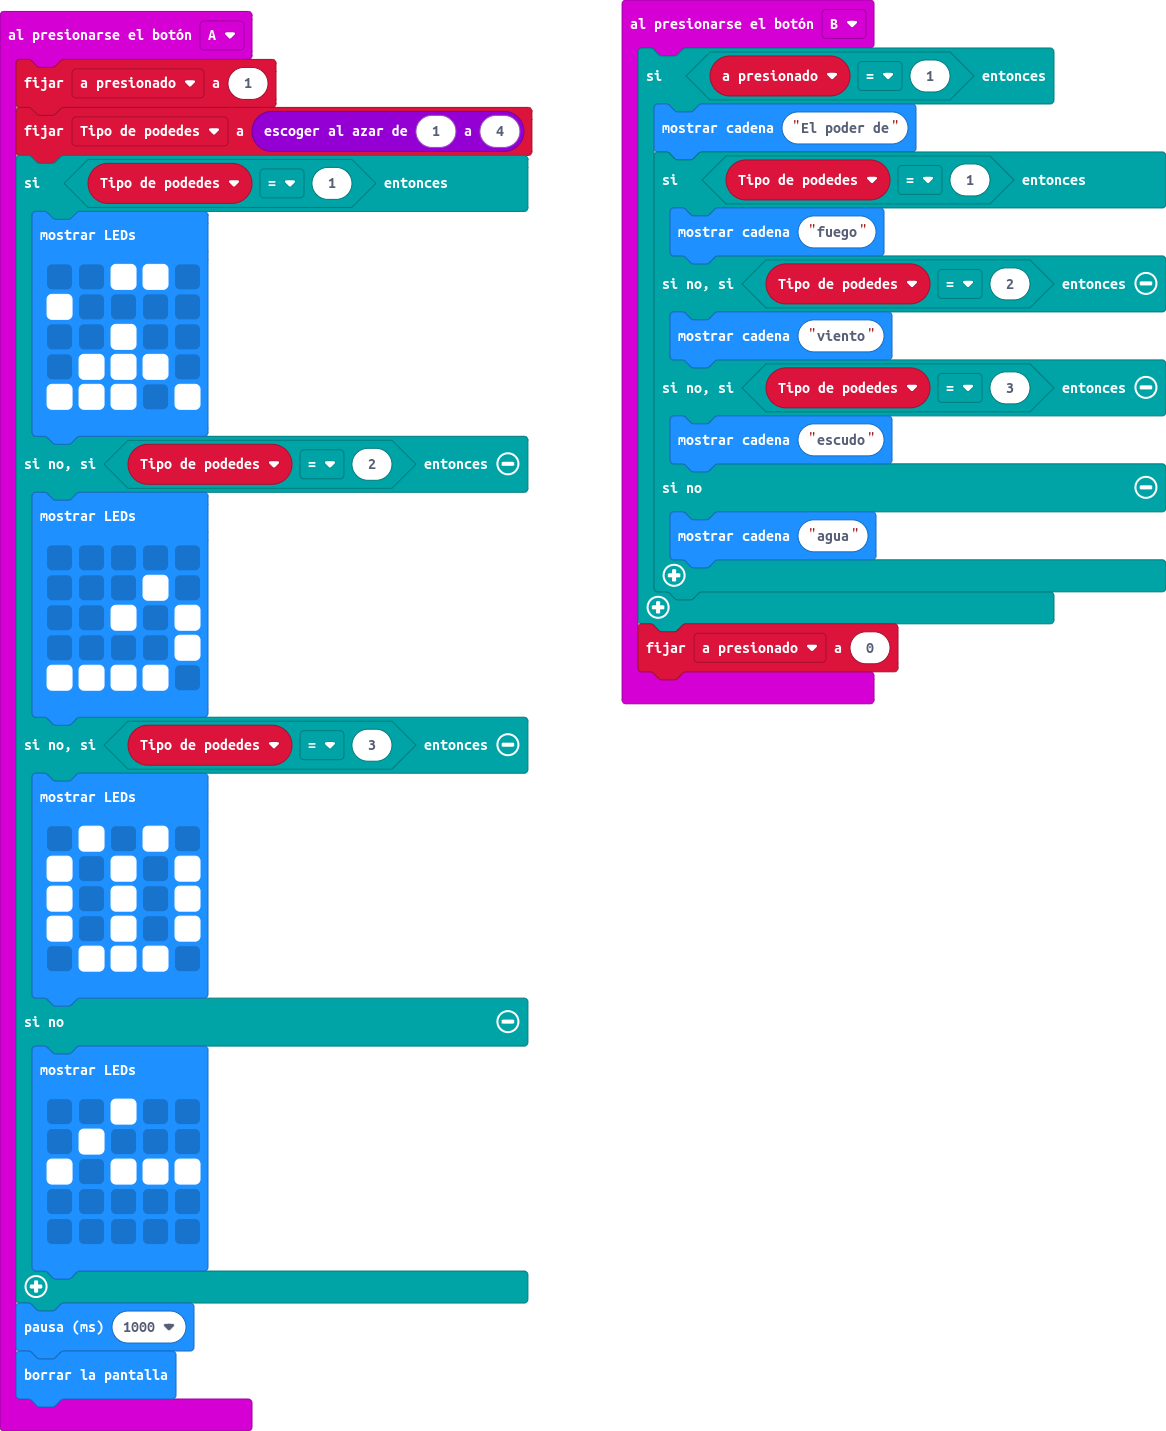 al presionarse el botón A
fijar a presionado a 1
fijar Tipo de podedes a escoger al azar de 1 a 4
si Tipo de podedes = 1 entonces
mostrar LEDs
si no, si Tipo de podedes = 2 entonces
mostrar LEDs
si no, si Tipo de podedes = 3 entonces
mostrar LEDs
si no
mostrar LEDs
pausa (ms) 1000
borrar la pantalla
al presionarse el botón B
si a presionado = 1 entonces
mostrar cadena "El poder de"
si Tipo de podedes = 1 entonces
mostrar cadena "fuego"
si no, si Tipo de podedes = 2 entonces
mostrar cadena "viento"
si no, si Tipo de podedes = 3 entonces
mostrar cadena "escudo"
si no
mostrar cadena "agua"
fijar a presionado a 0